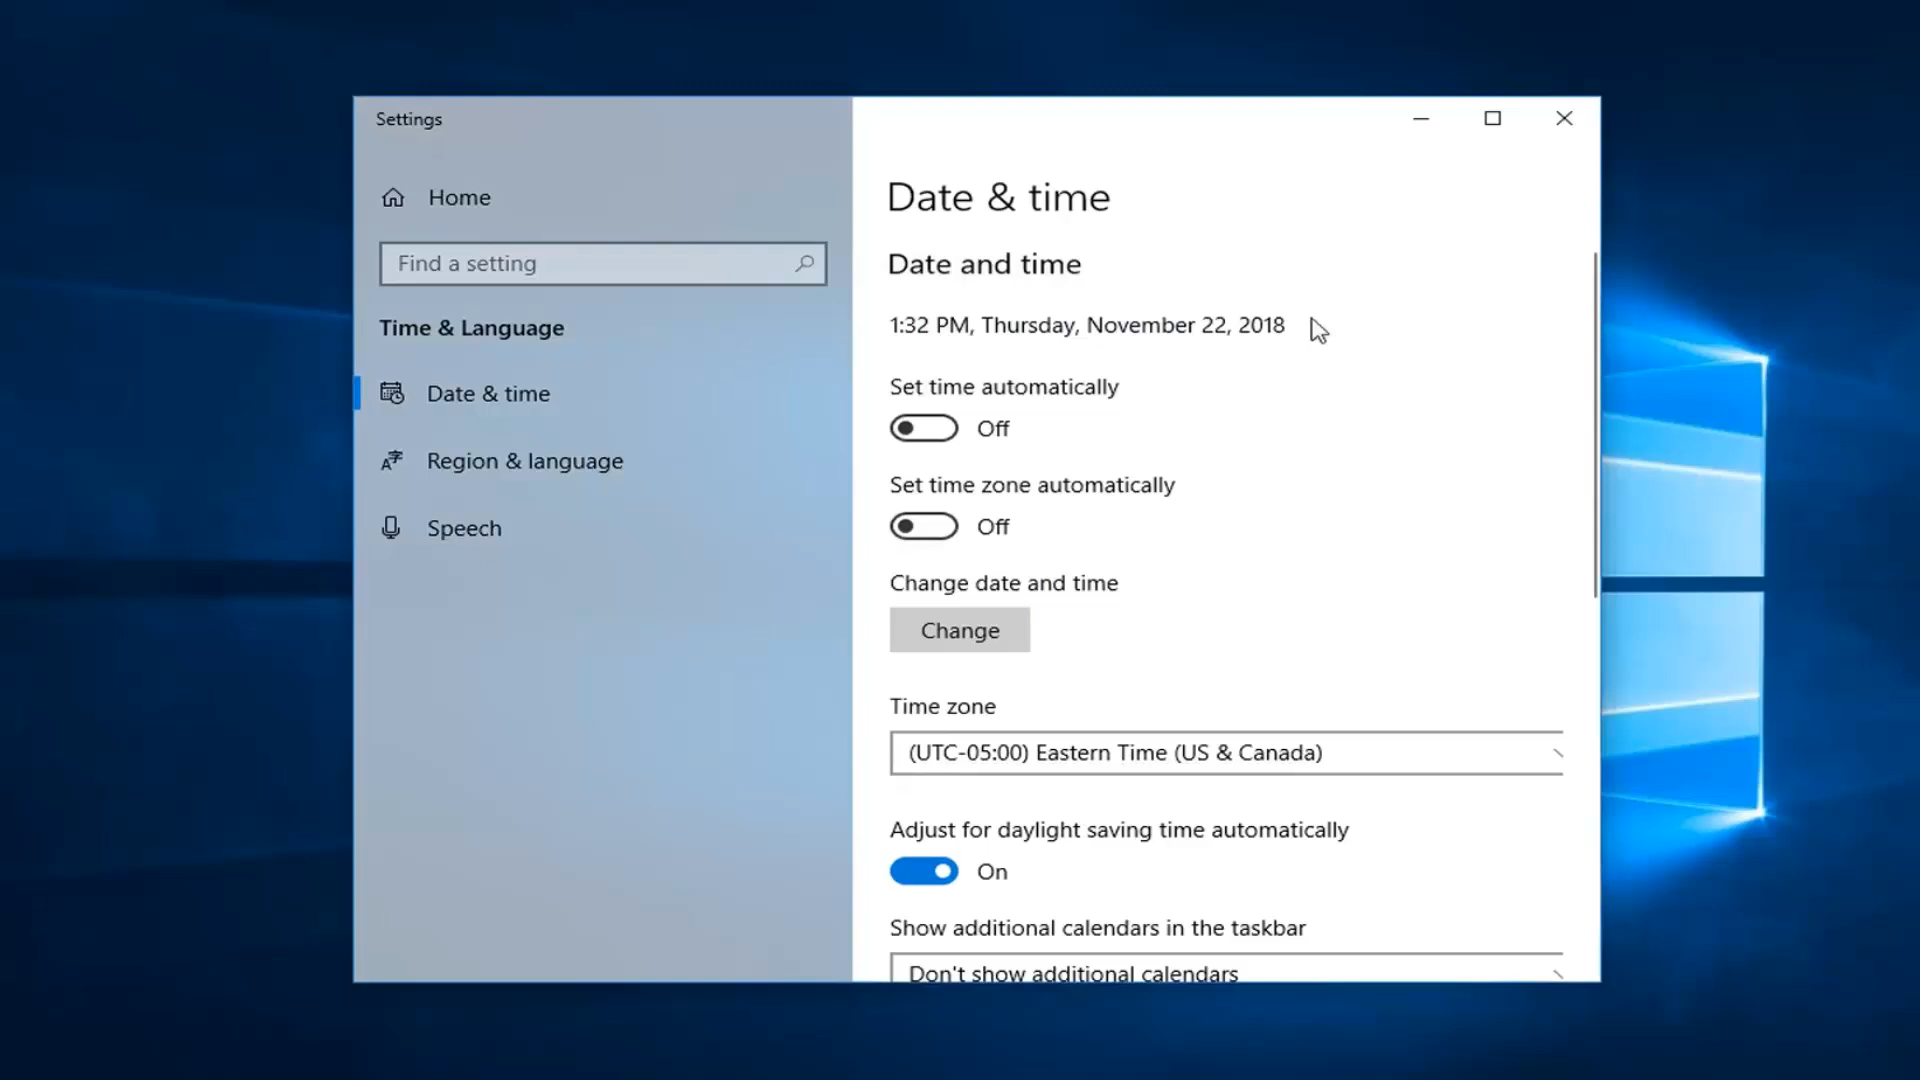 Settings
Home
Find a setting
Time & Language
Date & time
Region & language
Speech
Date & time
Date and time
1:32 PM, Thursday, November 22, 2018
Set time automatically
Off
Set time zone automatically
Off
Change date and time
Change
Time zone
(UTC-05:00) Eastern Time (US & Canada)
Adjust for daylight saving time automatically
On
Show additional calendars in the taskbar
Don't show additional calendars